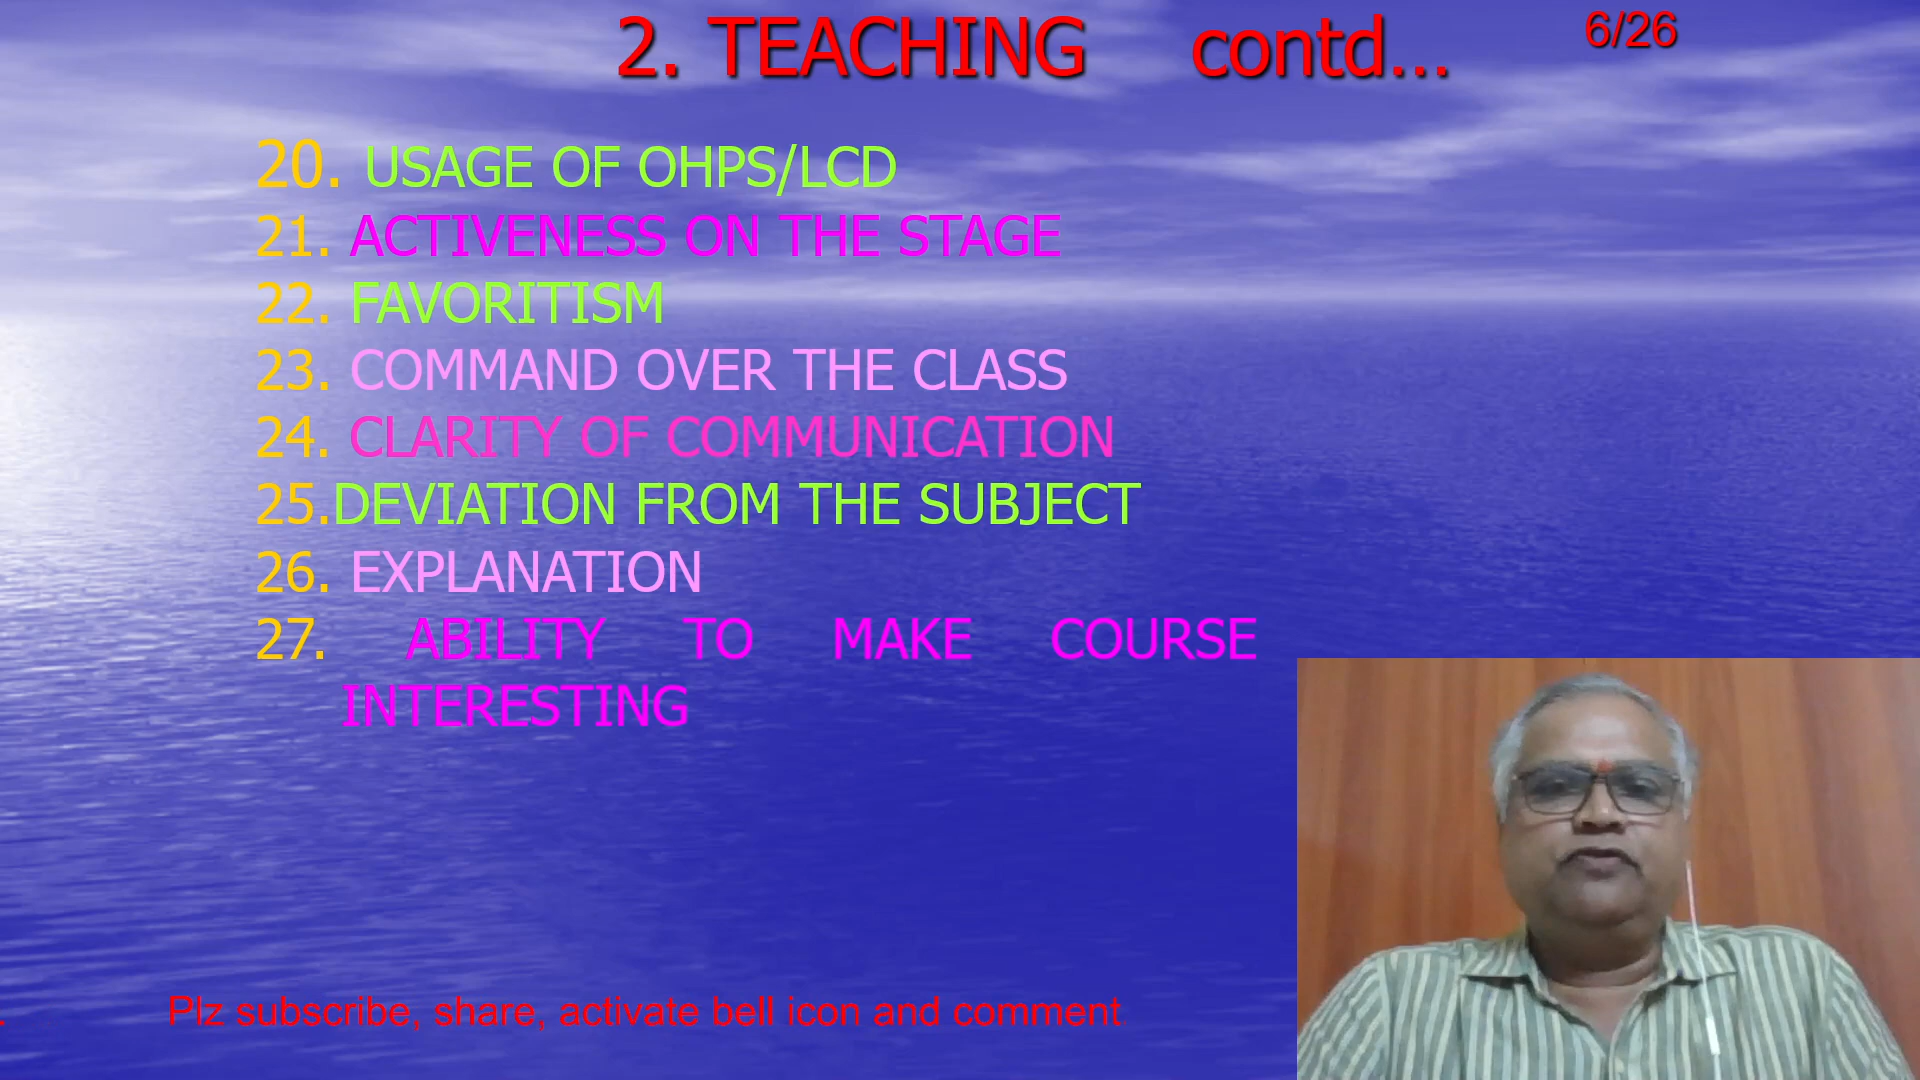 2. TEACHING contd... 6/26
20. USAGE OF OHPS/LCD
21. ACTIVENESS ON THE STAGE
22. FAVORITISM
23. COMMAND OVER THE CLASS
24. CLARITY OF COMMUNICATION
25.DEVIATION FROM THE SUBJECT
26. EXPLANATION
27. ABILITY TO MAKE COURSE
INTERESTING
Plz subscribe, share, activate bell icon and comment